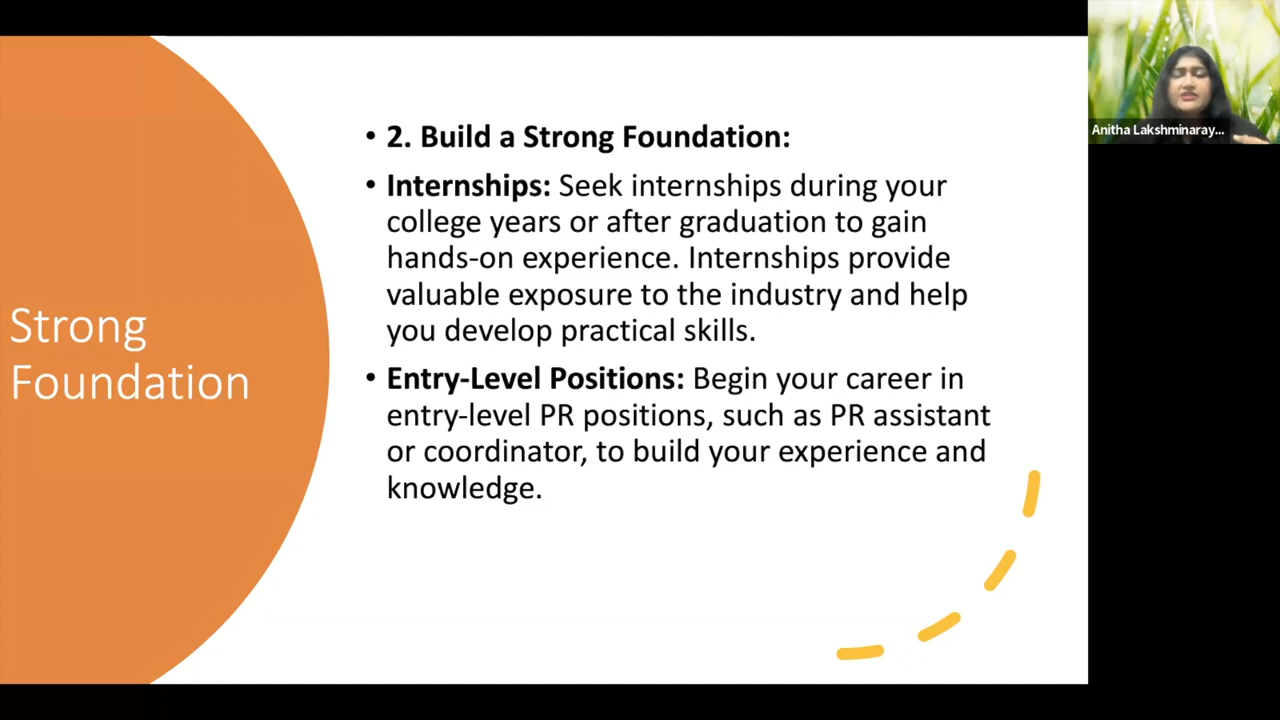 Strong
Foundation
• 2. Build a Strong Foundation:
• Internships: Seek internships during your
college years or after graduation to gain
hands-on experience. Internships provide
valuable exposure to the industry and help
you develop practical skills.
• Entry-Level Positions: Begin your career in
entry-level PR positions, such as PR assistant
or coordinator, to build your experience and
knowledge.
Anitha Lakshminaray...